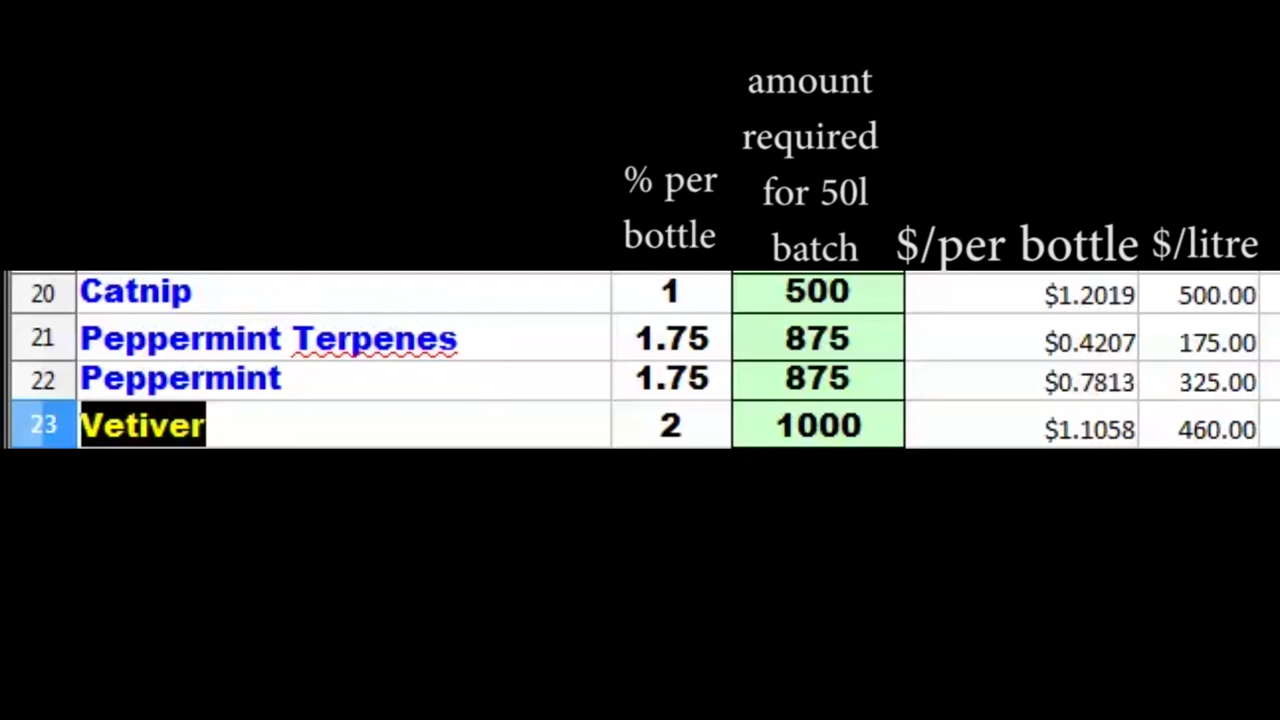 amount
required
for 50l
batch
% per
bottle
$/per bottle
$/litre
20 Catnip 1 500 $1.2019 500.00
21 Peppermint Terpenes 1.75 875 $0.4207 175.00
22 Peppermint 1.75 875 $0.7813 325.00
23 Vetiver 2 1000 $1.1058 460.00